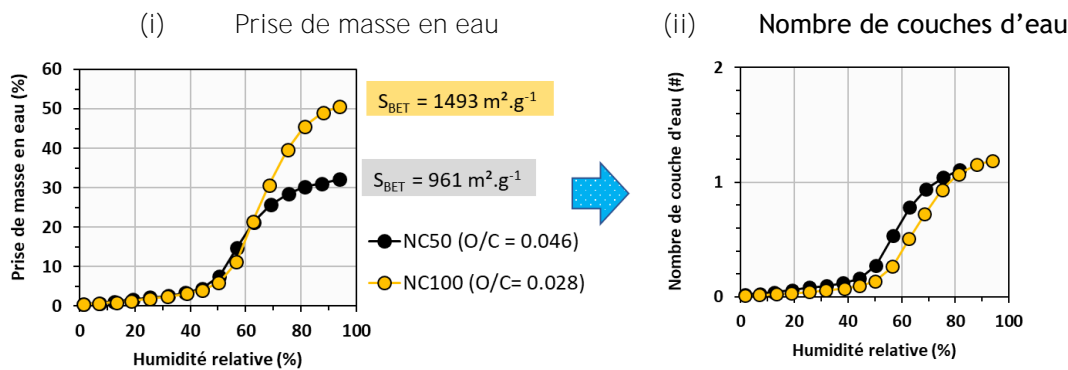 (i) Prise de masse en eau
(ii) Nombre de couches d'eau
Prise de masse en eau (%)
60
50
40
30
20
10
0
0 20 40 60 80 100
Humidité relative (%)
S_BET = 1493 m².g⁻¹
S_BET = 961 m².g⁻¹
NC50 (O/C = 0.046)
NC100 (O/C= 0.028)
Nombre de couche d'eau (#)
2
1
0
0 20 40 60 80 100
Humidité relative (%)